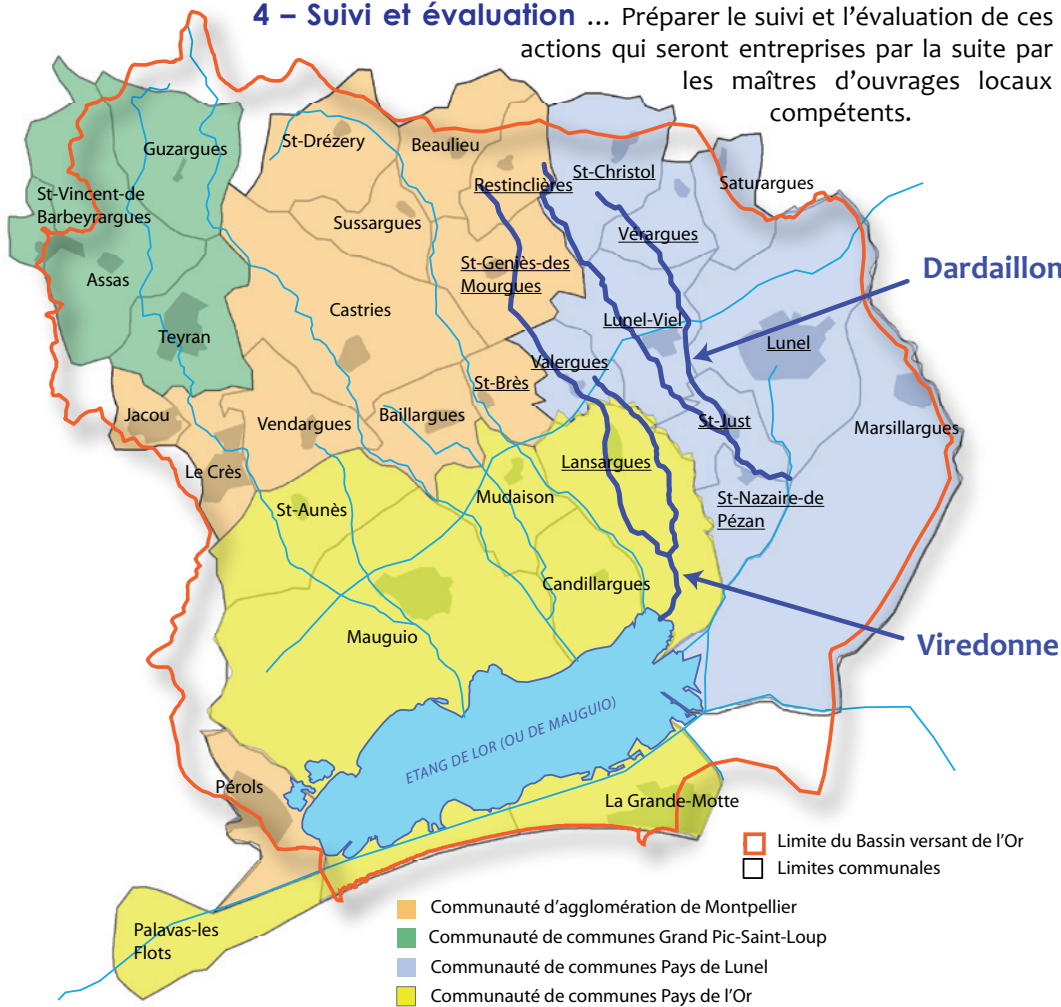 4 – Suivi et évaluation ... Préparer le suivi et l'évaluation de ces
actions qui seront entreprises par la suite par
les maîtres d'ouvrages locaux
compétents.
Guzargues
St-Drézery
Beaulieu
St-Christol
Saturargues
St-Vincent-de
Barbeyrargues
Restinclières
Sussargues
Vérargues
Assas
St-Geniès-des
Mourgues
Dardaillon
Castries
Lunel-Viel
Teyran
Lunel
Valergues
St-Brès
Jacou
Vendargues
Baillargues
St-Just
Marsillargues
Le Crès
Lansargues
St-Aunès
Mudaison
St-Nazaire-de
Pézan
Candillargues
Mauguio
Viredonne
ETANG DE LOR (OU DE MAUGUIO)
Pérols
La Grande-Motte
Limite du Bassin versant de l'Or
Limites communales
Palavas-les
Flots
Communauté d'agglomération de Montpellier
Communauté de communes Grand Pic-Saint-Loup
Communauté de communes Pays de Lunel
Communauté de communes Pays de l'Or